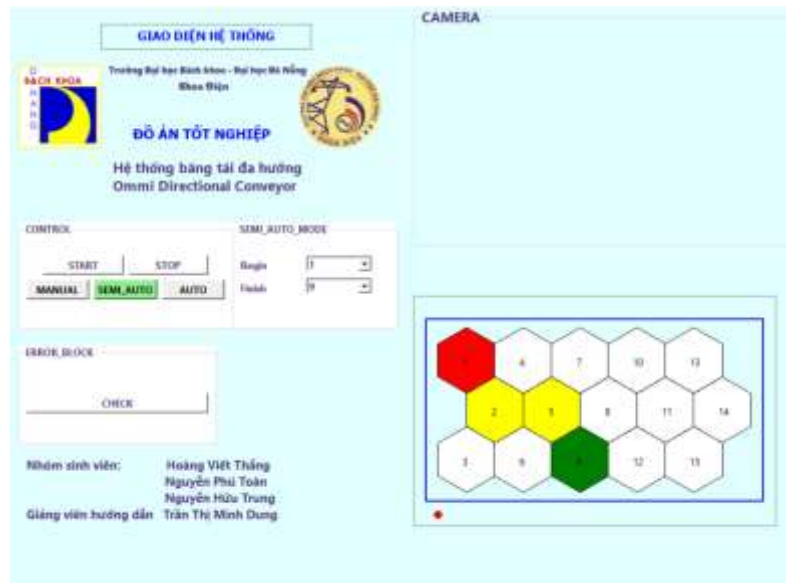 GIAO DIỆN HỆ THỐNG
Trường Đại học Bách khoa - Đại học Đà Nẵng
Khoa Điện
BÁCH KHOA
ĐỒ ÁN TỐT NGHIỆP
Hệ thống băng tải đa hướng
Ommi Directional Conveyor
CONTROL
START STOP
MANUAL SEMI_AUTO AUTO
SEMI_AUTO_MODE
Begin 1
Finish 9
ERROR_BLOCK
CHECK
Nhóm sinh viên: Hoàng Viết Thắng
Nguyễn Phú Toàn
Nguyễn Hữu Trung
Giảng viên hướng dẫn Trần Thị Minh Dung
CAMERA
4 7 10 13
2 5 8 11 14
3 6 12 15